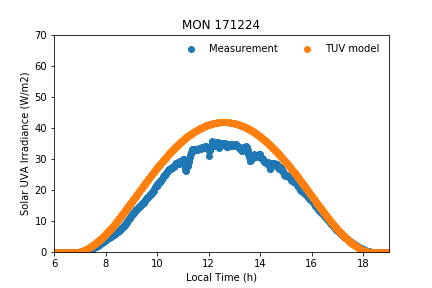 MON 171224
Measurement
TUV model
70
60
50
40
30
20
10
0
Solar UVA Irradiance (W/m2)
6 8 10 12 14 16 18
Local Time (h)